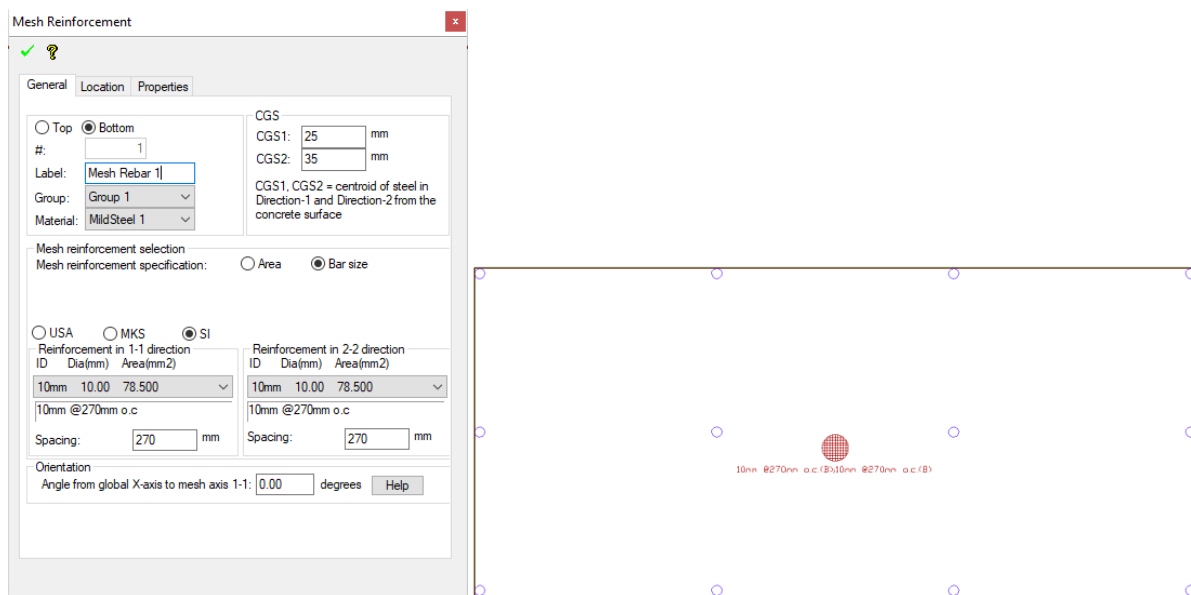 Mesh Reinforcement
x
General Location Properties
Top Bottom
#: 1
Label: Mesh Rebar 1
Group: Group 1
Material: MildSteel 1
CGS
CGS1: 25 mm
CGS2: 35 mm
CGS1, CGS2 = centroid of steel in
Direction-1 and Direction-2 from the
concrete surface
Mesh reinforcement selection
Mesh reinforcement specification: Area Bar size
USA MKS SI
Reinforcement in 1-1 direction
ID Dia(mm) Area(mm2)
10mm 10.00 78.500
10mm @270mm o.c
Spacing: 270 mm
Reinforcement in 2-2 direction
ID Dia(mm) Area(mm2)
10mm 10.00 78.500
10mm @270mm o.c
Spacing: 270 mm
Orientation
Angle from global X-axis to mesh axis 1-1: 0.00 degrees Help
10mm @270mm o.c.(B);10mm @270mm o.c.(B)